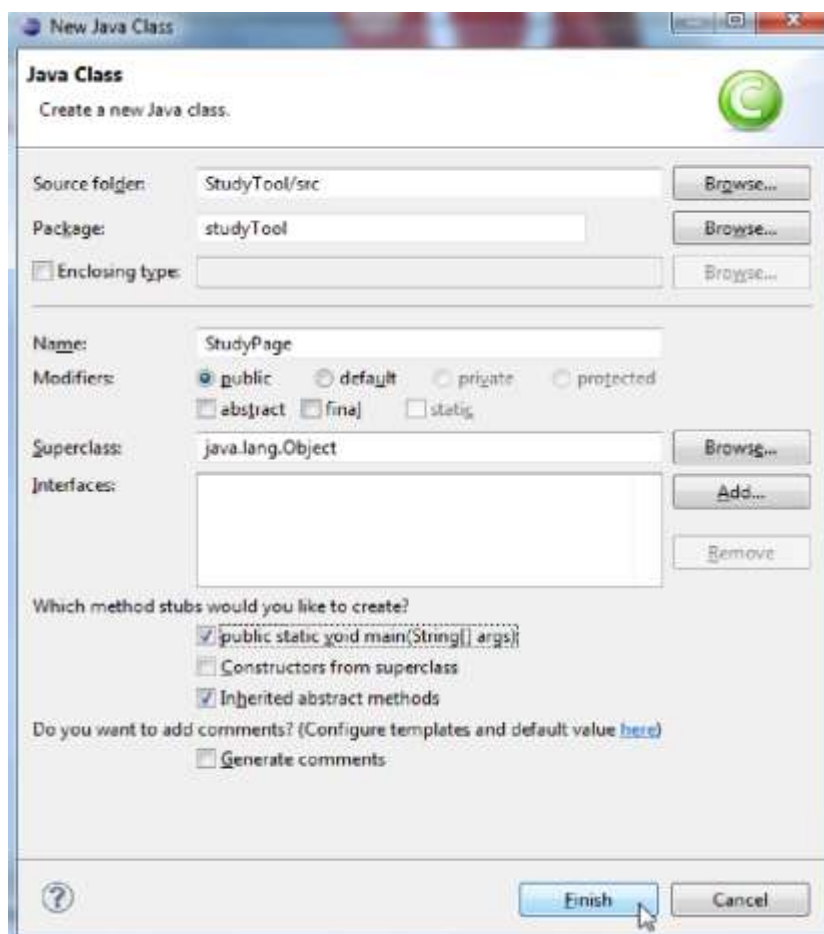 New Java Class
Java Class
Create a new Java class.
Source folder: StudyTool/src Browse...
Package: studyTool Browse...
Enclosing type: Browse...
Name: StudyPage
Modifiers: public default private protected
abstract final static
Superclass: java.lang.Object Browse...
Interfaces: Add...
Remove
Which method stubs would you like to create?
public static void main(String[] args)
Constructors from superclass
Inherited abstract methods
Do you want to add comments? (Configure templates and default value here)
Generate comments
? Finish Cancel